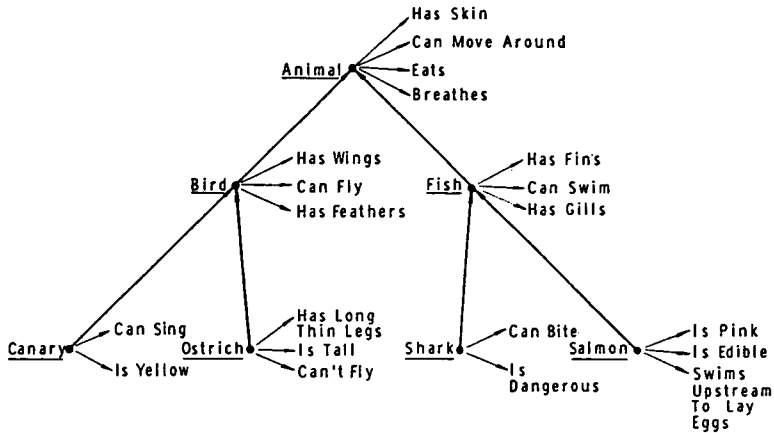 Has Skin
Can Move Around
Animal
Eats
Breathes
Has Wings
Bird
Can Fly
Has Feathers
Has Fins
Fish
Can Swim
Has Gills
Canary
Can Sing
Is Yellow
Ostrich
Has Long
Thin Legs
Is Tall
Can't Fly
Shark
Can Bite
Is
Dangerous
Salmon
Is Pink
Is Edible
Swims
Upstream
To Lay
Eggs